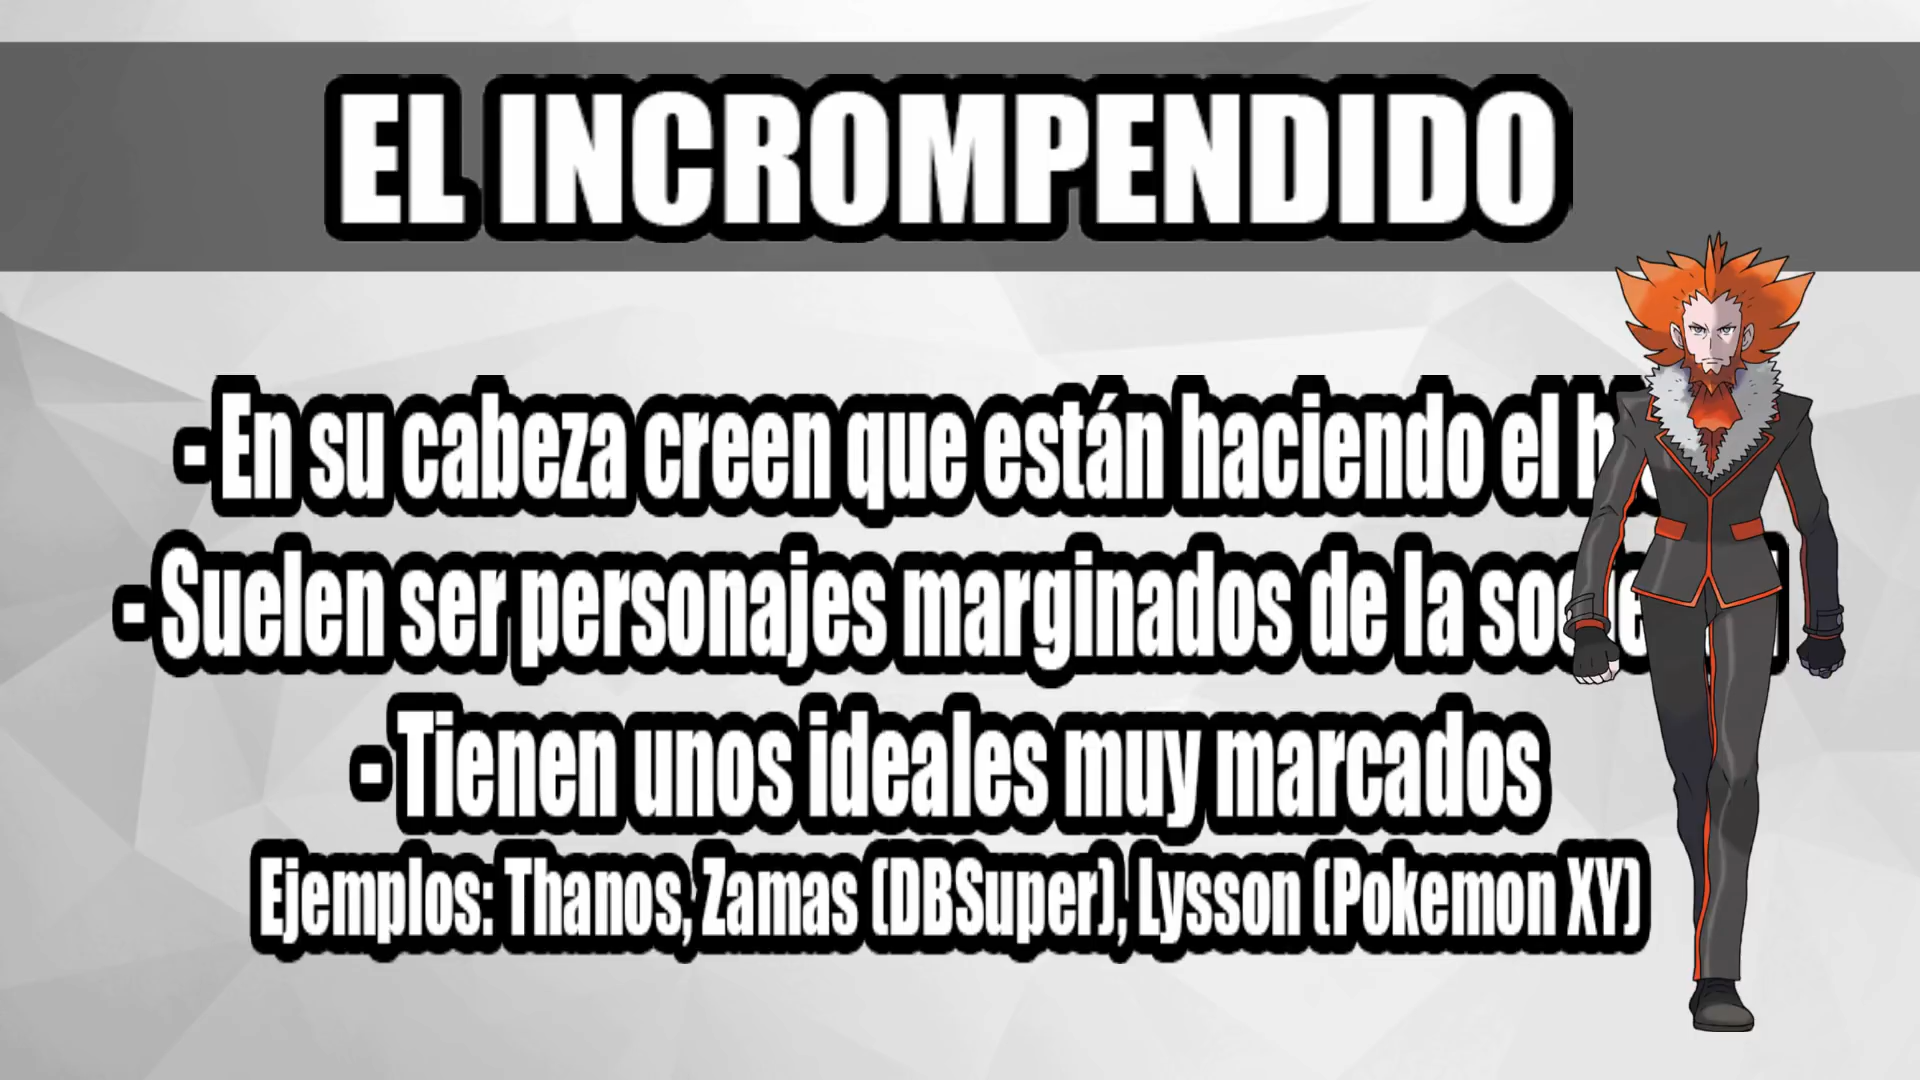 EL INCROMPENDIDO
- En su cabeza creen que están haciendo el
- Suelen ser personajes marginados de la
- Tienen unos ideales muy marcados
Ejemplos: Thanos, Zamas (DBSuper), Lysson (Pokemon XY)